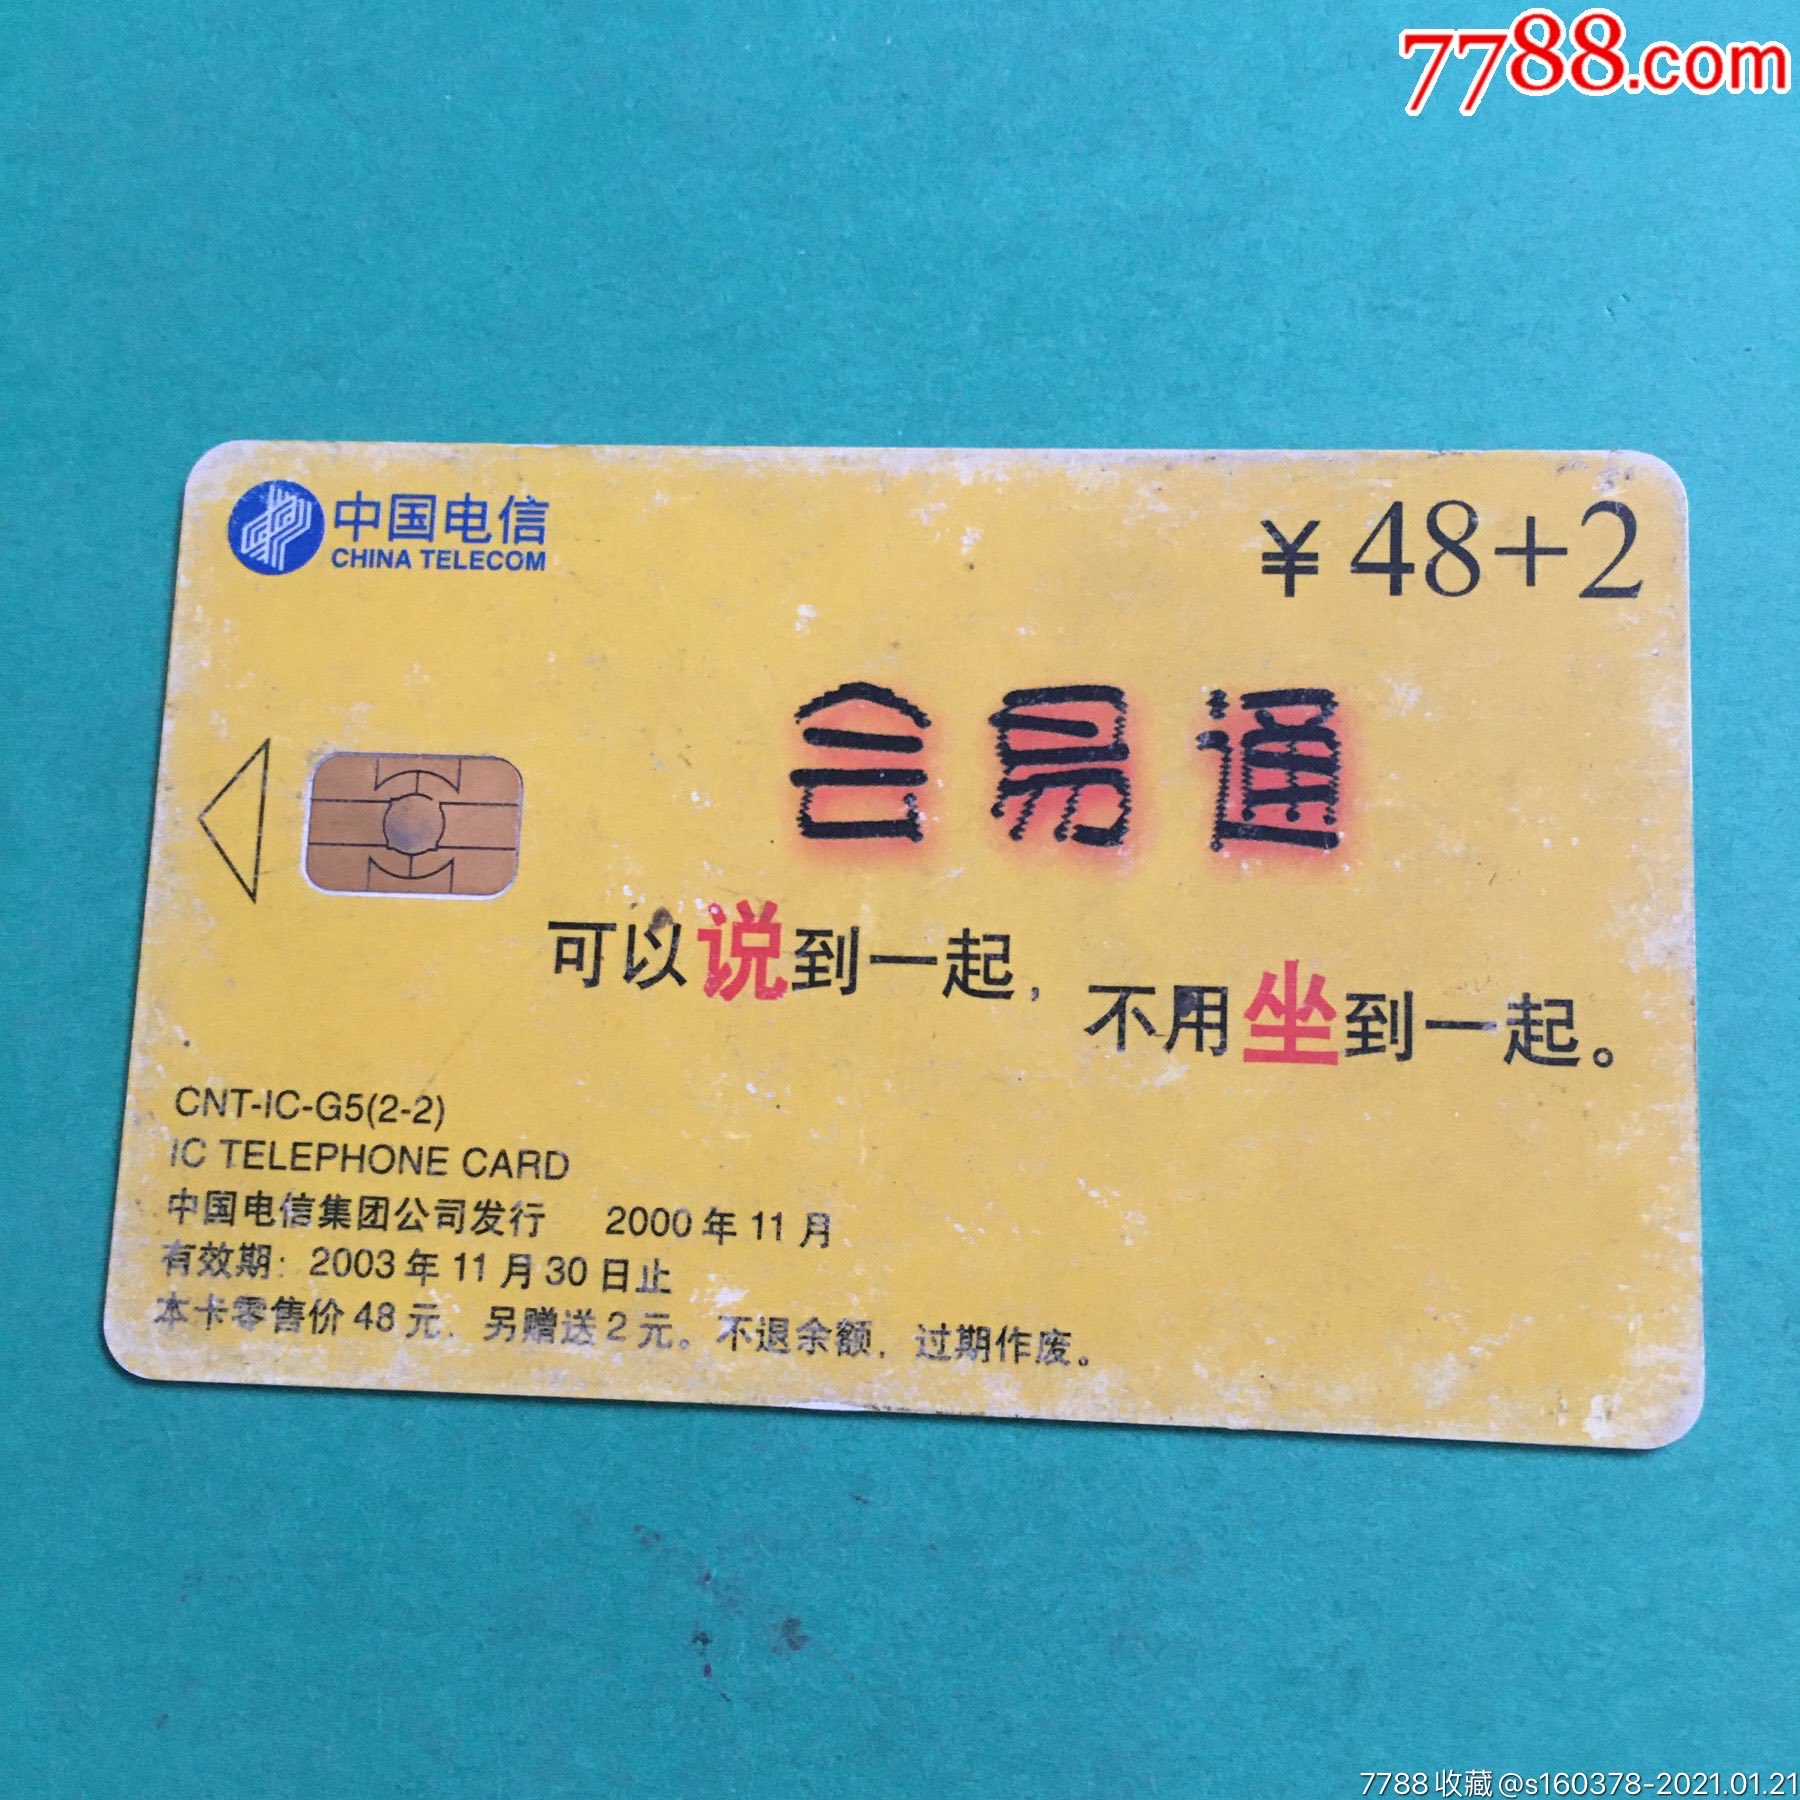 7788.com
中国电信
CHINA TELECOM
¥48+2
会易通
可以说到一起,
不用坐到一起。
CNT-IC-G5(2-2)
IC TELEPHONE CARD
中国电信集团公司发行 2000年11月
有效期：2003年11月30日止
本卡零售价48元，另赠送2元。不退余额，过期作废。
7788收藏@s160378-2021.01.21